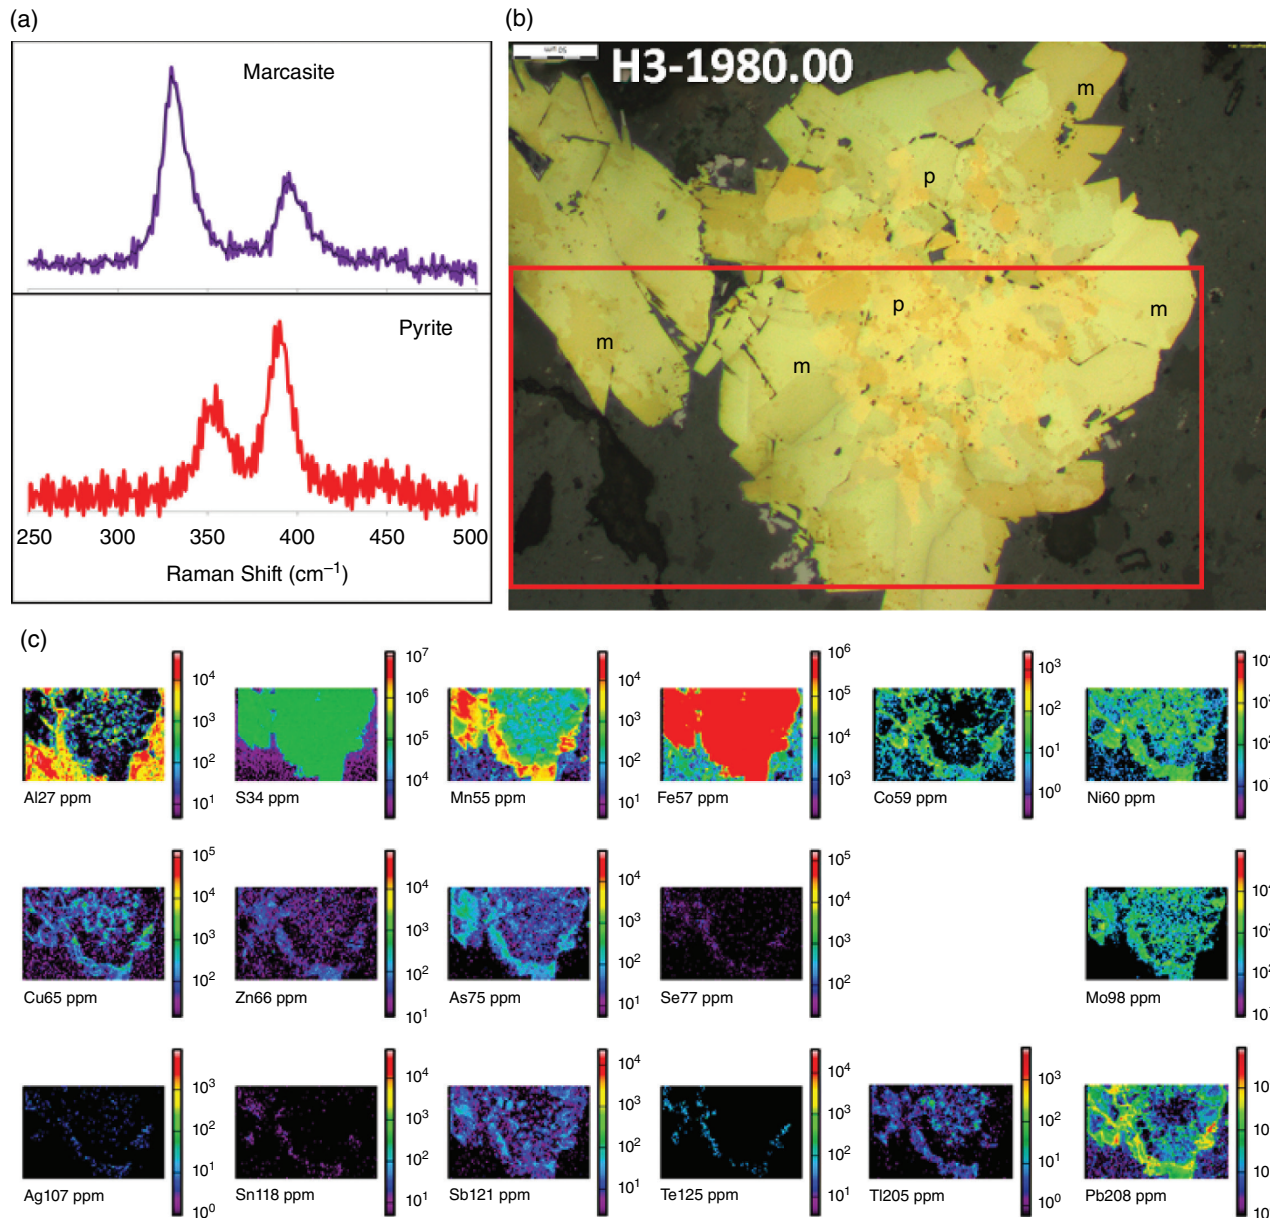 (a)
Marcasite
Pyrite
250 300 350 400 450 500
Raman Shift (cm⁻¹)
(b)
50 µm
H3-1980.00
m
p
p
m
m
m
(c)
10⁴
10³
10²
10¹
Al27 ppm
10⁷
10⁶
10⁵
10⁴
S34 ppm
10⁴
10³
10²
10¹
Mn55 ppm
10⁶
10⁵
10⁴
10³
Fe57 ppm
10³
10²
10¹
10⁰
Co59 ppm
Ni60 ppm
10⁵
10⁴
10³
10²
Cu65 ppm
10⁴
10³
10²
10¹
Zn66 ppm
10⁴
10³
10²
10¹
As75 ppm
10⁵
10⁴
10³
10²
Se77 ppm
Mo98 ppm
10³
10²
10¹
10⁰
Ag107 ppm
10⁴
10³
10²
10¹
Sn118 ppm
10⁴
10³
10²
10¹
Sb121 ppm
10⁴
10³
10²
10¹
Te125 ppm
10³
10²
10¹
10⁰
Tl205 ppm
Pb208 ppm